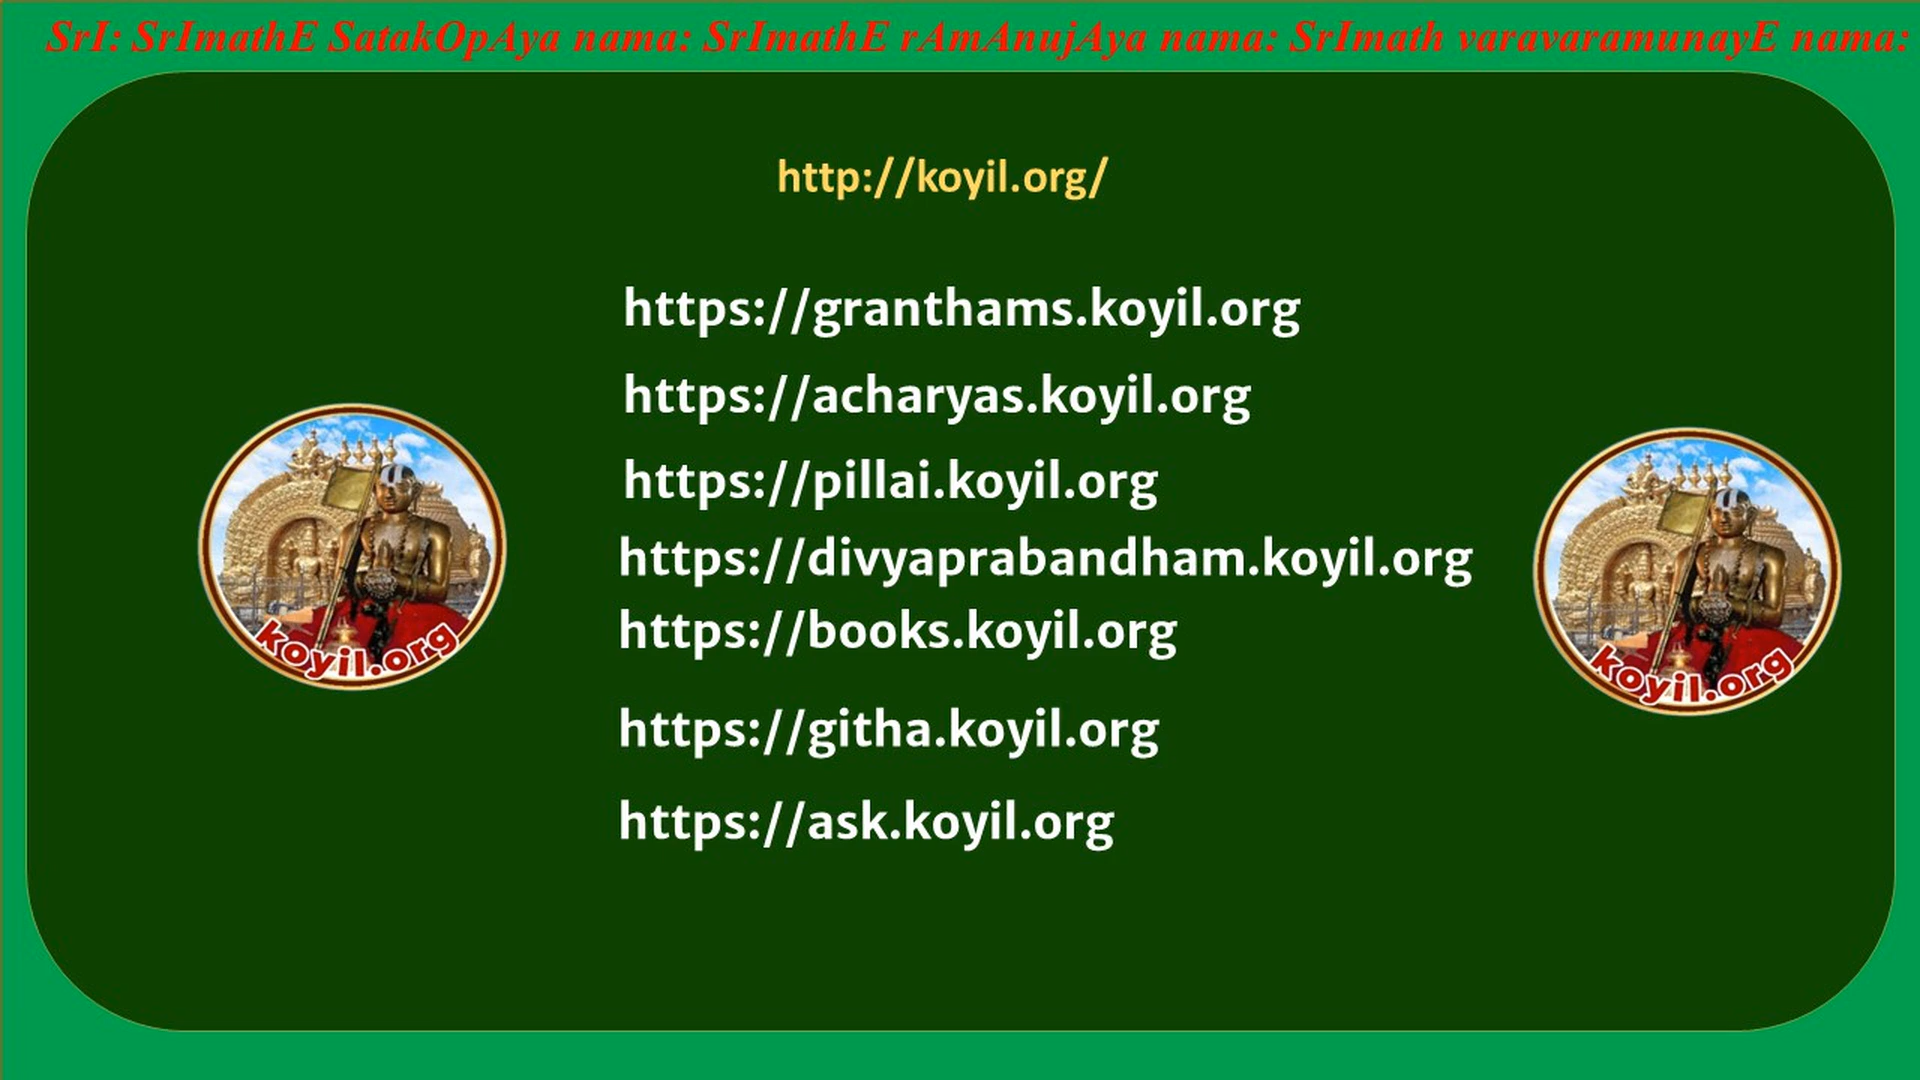 SrI: SrImathE SatakOpAya nama: SrImathE rAmAnujAya nama: SrImath varavaramunayE nama:
http://koyil.org/
https://granthams.koyil.org
https://acharyas.koyil.org
https://pillai.koyil.org
https://divyaprabandham.koyil.org
https://books.koyil.org
https://githa.koyil.org
https://ask.koyil.org
koyil.org
koyil.org